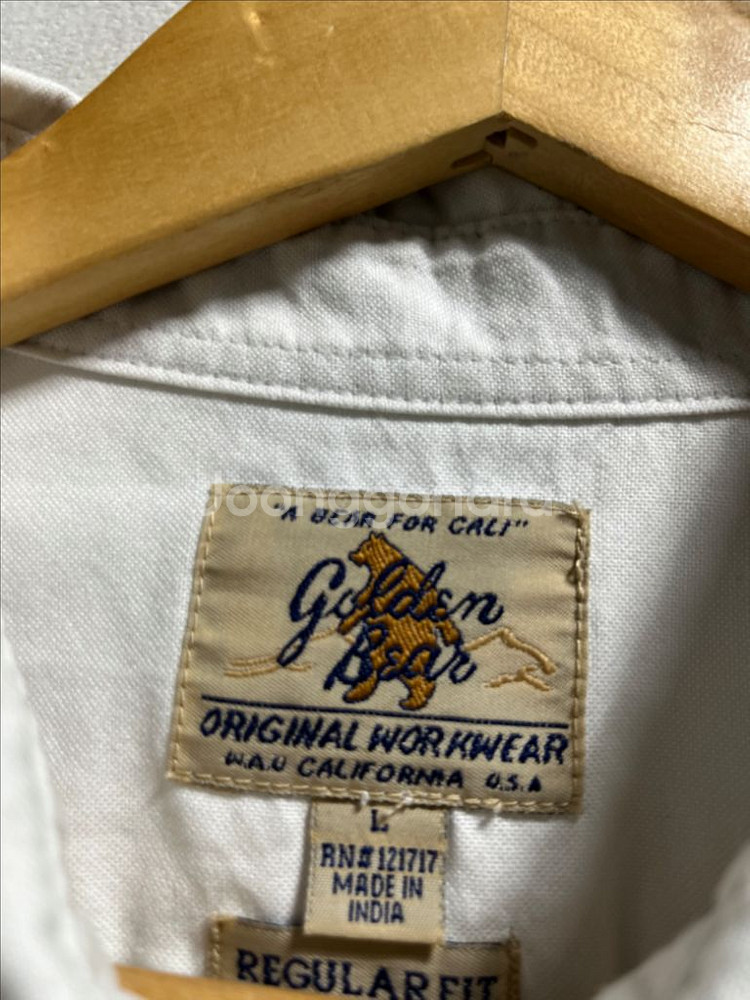 "A BEAR FOR CALI"
Golden
Bear
ORIGINAL WORKWEAR
W.A.U CALIFORNIA U.S.A
L
RN#121717
MADE IN
INDIA
REGULAR FIT